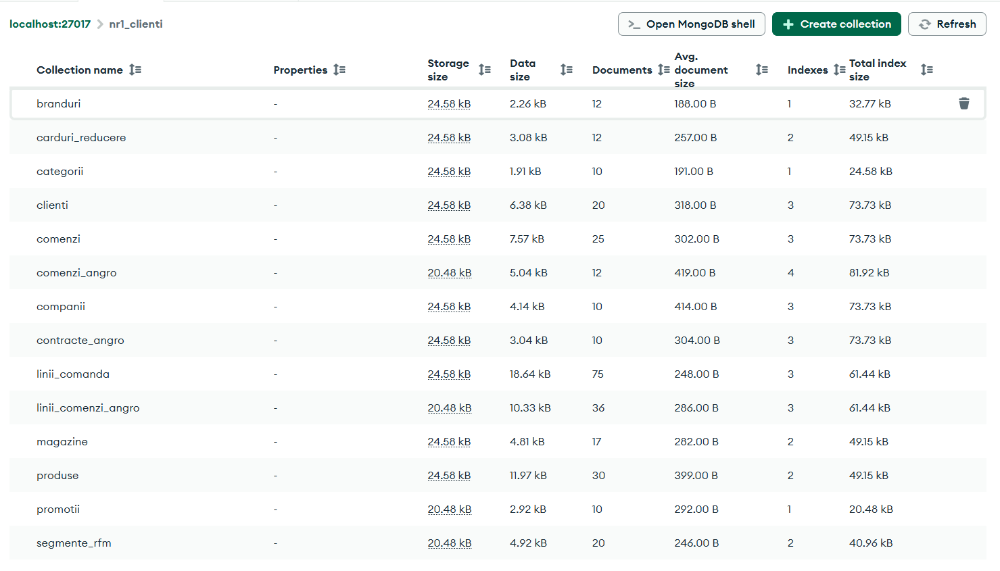 localhost:27017 > nr1_clienti >_ Open MongoDB shell + Create collection Refresh
Collection name Properties Storage size Data size Documents Avg. document size Indexes Total index size
branduri - 24.58 kB 2.26 kB 12 188.00 B 1 32.77 kB
carduri_reducere - 24.58 kB 3.08 kB 12 257.00 B 2 49.15 kB
categorii - 24.58 kB 1.91 kB 10 191.00 B 1 24.58 kB
clienti - 24.58 kB 6.38 kB 20 318.00 B 3 73.73 kB
comenzi - 24.58 kB 7.57 kB 25 302.00 B 3 73.73 kB
comenzi_angro - 20.48 kB 5.04 kB 12 419.00 B 4 81.92 kB
companii - 24.58 kB 4.14 kB 10 414.00 B 3 73.73 kB
contracte_angro - 24.58 kB 3.04 kB 10 304.00 B 3 73.73 kB
linii_comanda - 24.58 kB 18.64 kB 75 248.00 B 3 61.44 kB
linii_comenzi_angro - 20.48 kB 10.33 kB 36 286.00 B 3 61.44 kB
magazine - 24.58 kB 4.81 kB 17 282.00 B 2 49.15 kB
produse - 24.58 kB 11.97 kB 30 399.00 B 2 49.15 kB
promotii - 20.48 kB 2.92 kB 10 292.00 B 1 20.48 kB
segmente_rfm - 20.48 kB 4.92 kB 20 246.00 B 2 40.96 kB